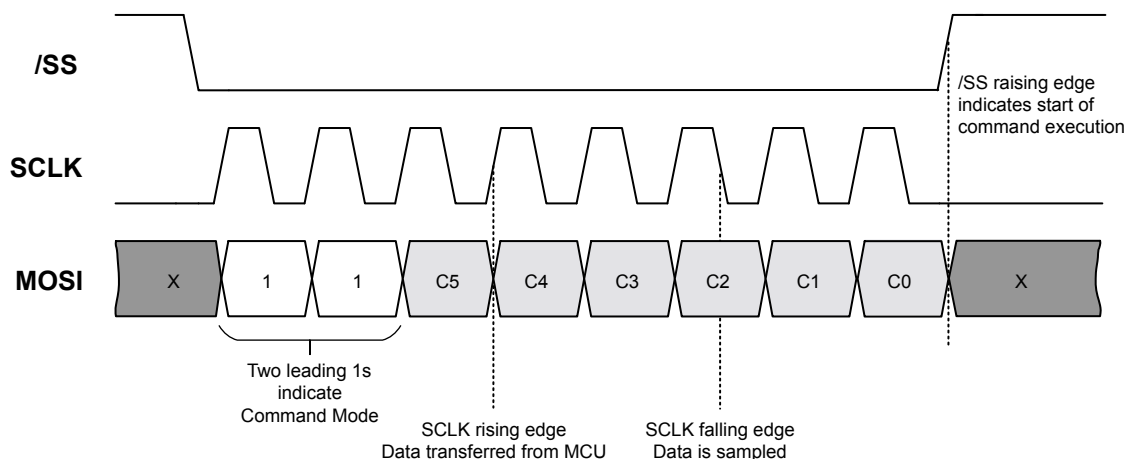 /SS
/SS raising edge
indicates start of
command execution
SCLK
MOSI
X 1 1 C5 C4 C3 C2 C1 C0 X
Two leading 1s
indicate
Command Mode
SCLK rising edge
Data transferred from MCU
SCLK falling edge
Data is sampled